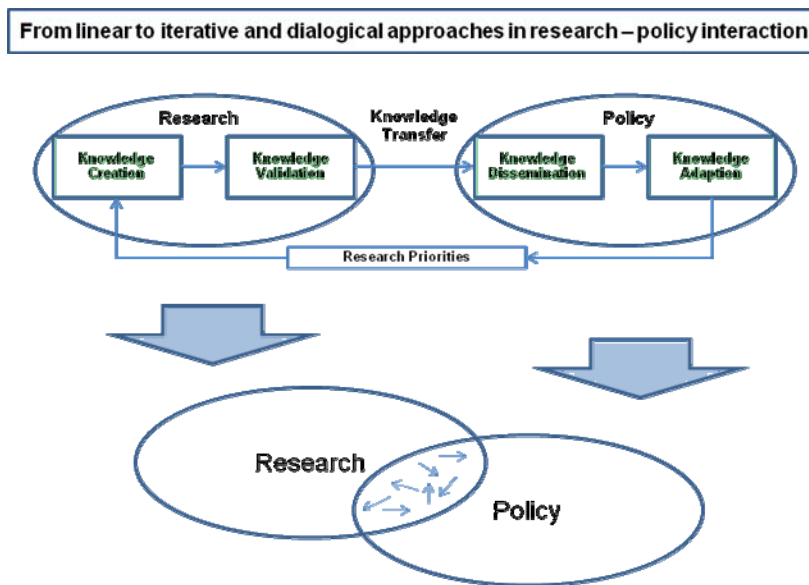 From linear to iterative and dialogical approaches in research – policy interaction
Research
Knowledge
Transfer
Policy
Knowledge
Creation
Knowledge
Validation
Knowledge
Dissemination
Knowledge
Adaption
Research Priorities
Research
Policy